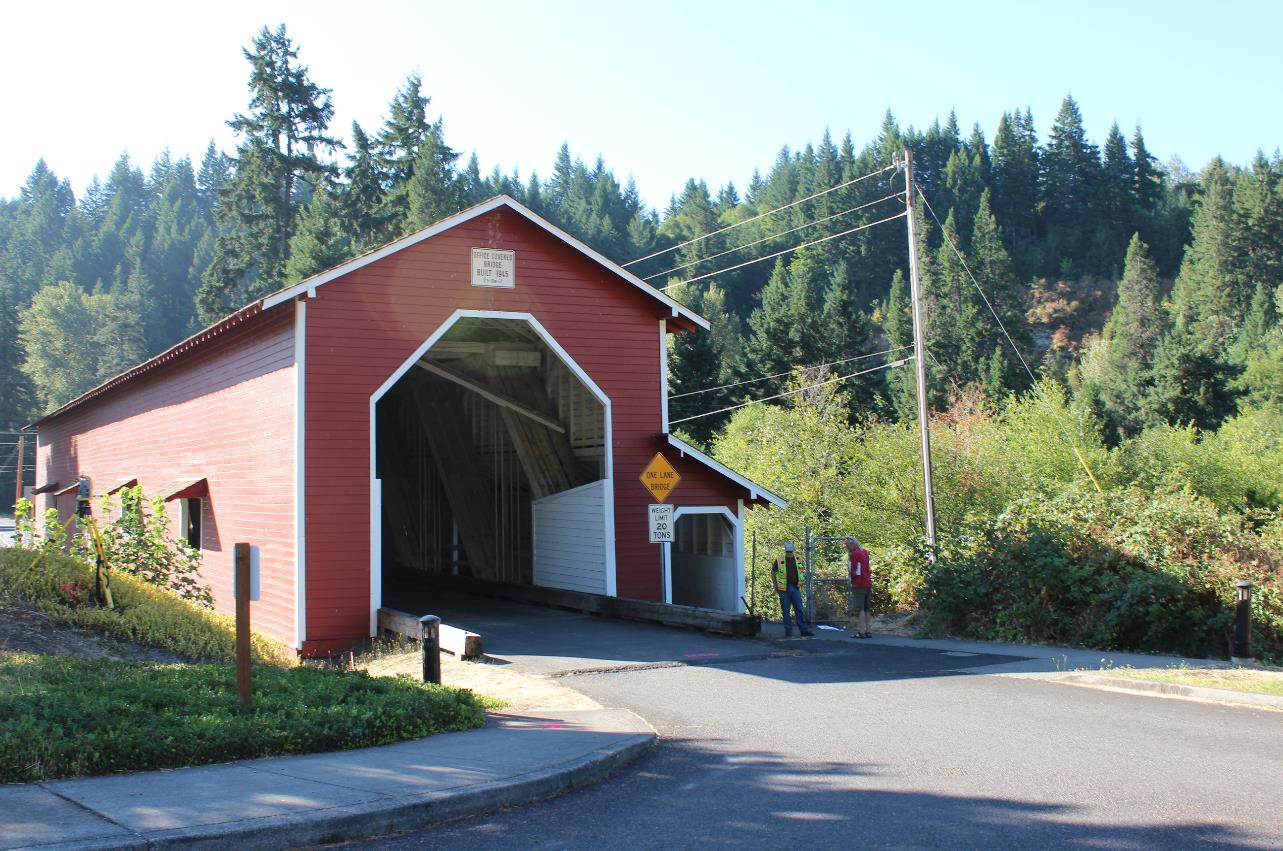 OFFICE COVERED
BRIDGE
BUILT 1945
ONE LANE
BRIDGE
WEIGHT
LIMIT
20
TONS